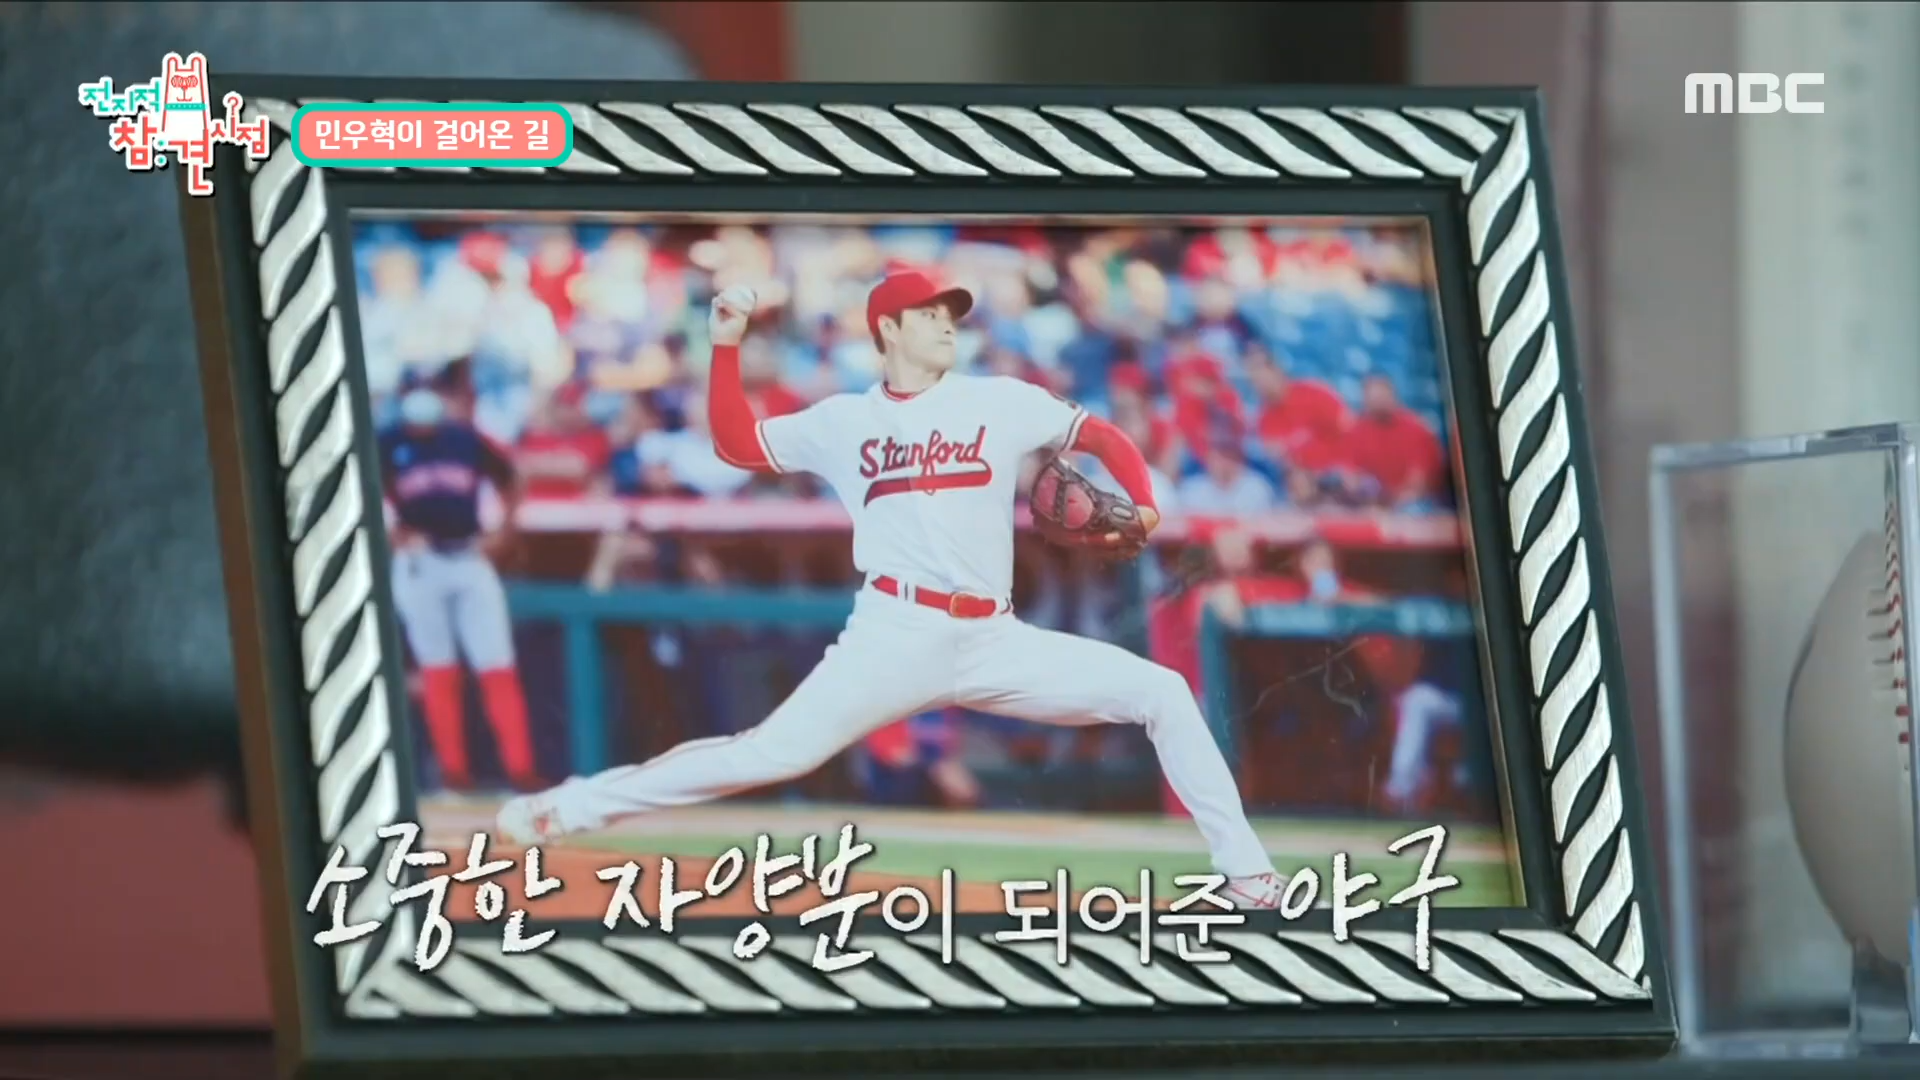 전지적
참견시점
민우혁이 걸어온 길
MBC
Stanford
소중한 자양분이 되어준 야구